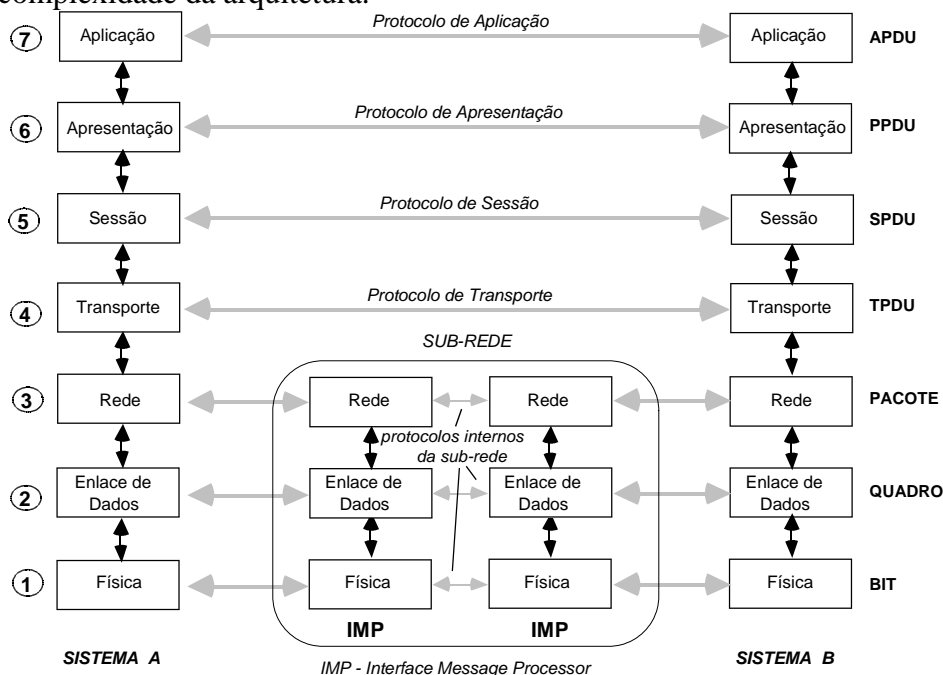 complexidade da arquitetura.
7 Aplicação Protocolo de Aplicação Aplicação APDU
6 Apresentação Protocolo de Apresentação Apresentação PPDU
5 Sessão Protocolo de Sessão Sessão SPDU
4 Transporte Protocolo de Transporte Transporte TPDU
SUB-REDE
3 Rede Rede Rede Rede PACOTE
protocolos internos
da sub-rede
2 Enlace de Dados Enlace de Dados Enlace de Dados Enlace de Dados QUADRO
1 Física Física Física Física BIT
IMP IMP
SISTEMA A IMP - Interface Message Processor SISTEMA B